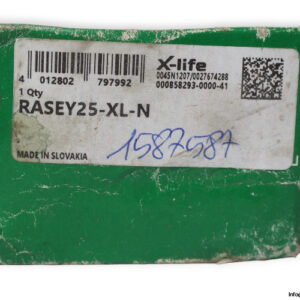 X-life
0045N1207/0027674288
000858293-0000-41
4 012802 797992
1 Qty
RASEY25-XL-N
MADE IN SLOVAKIA
1587587